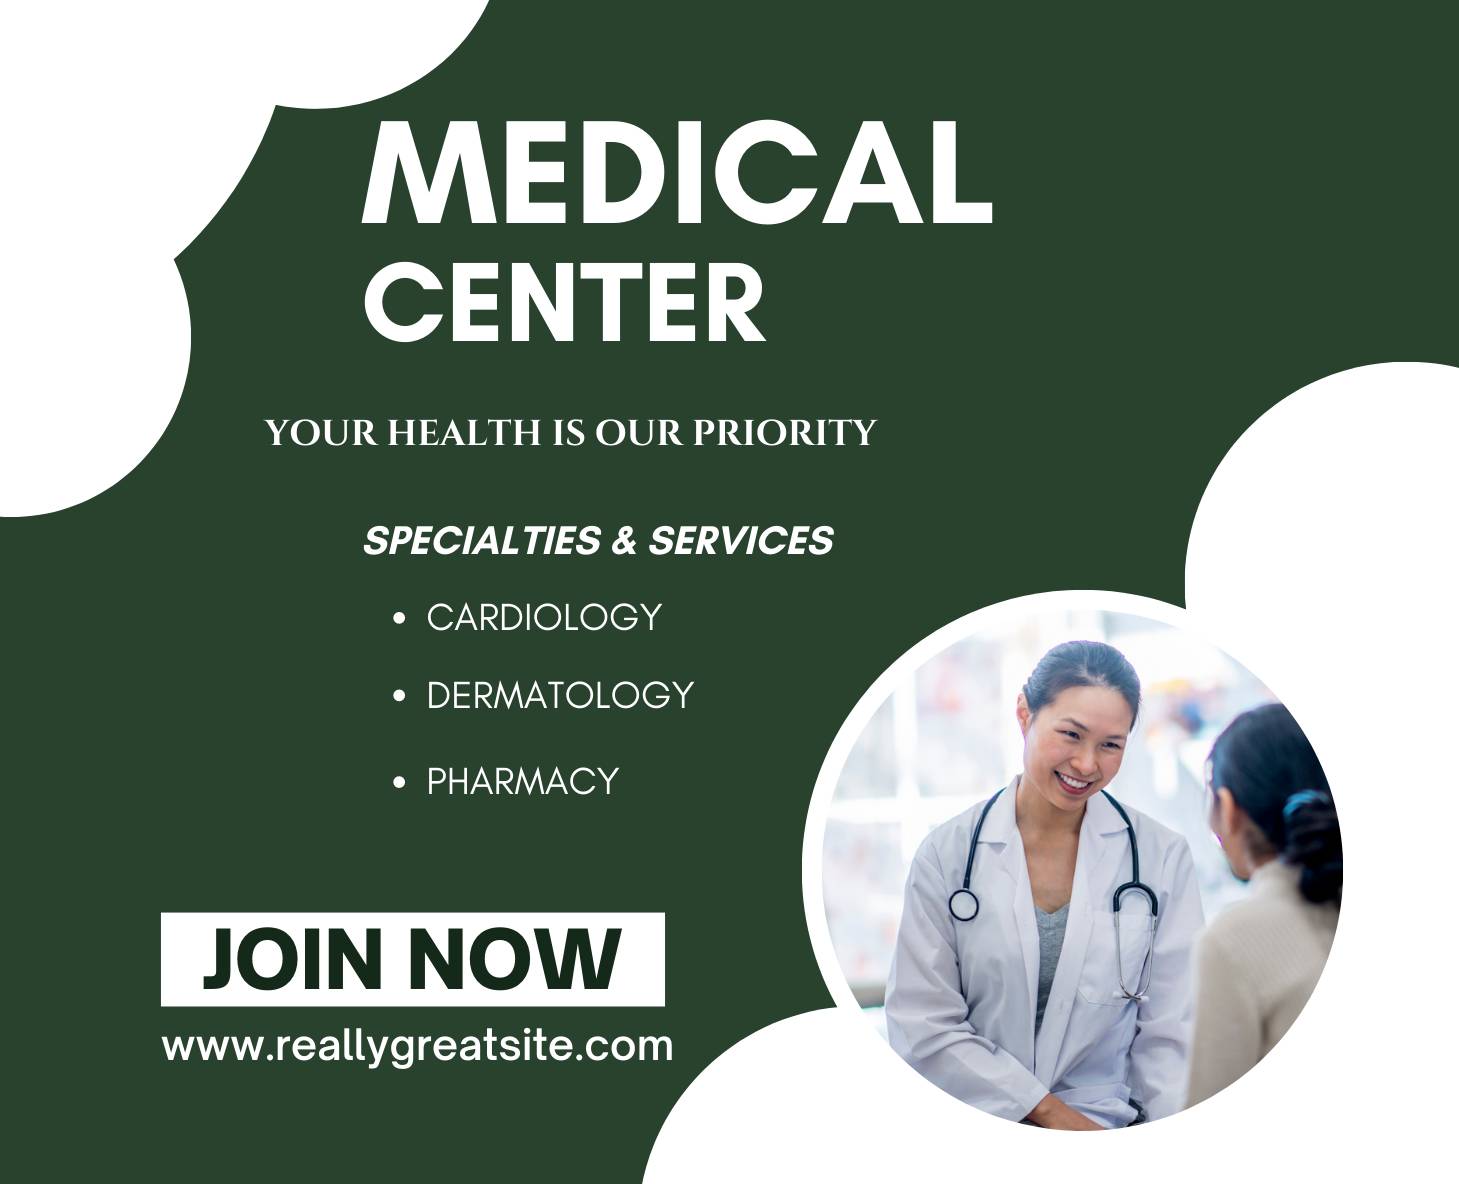 MEDICAL
CENTER
YOUR HEALTH IS OUR PRIORITY
SPECIALTIES & SERVICES
• CARDIOLOGY
• DERMATOLOGY
• PHARMACY
JOIN NOW
www.reallygreatsite.com